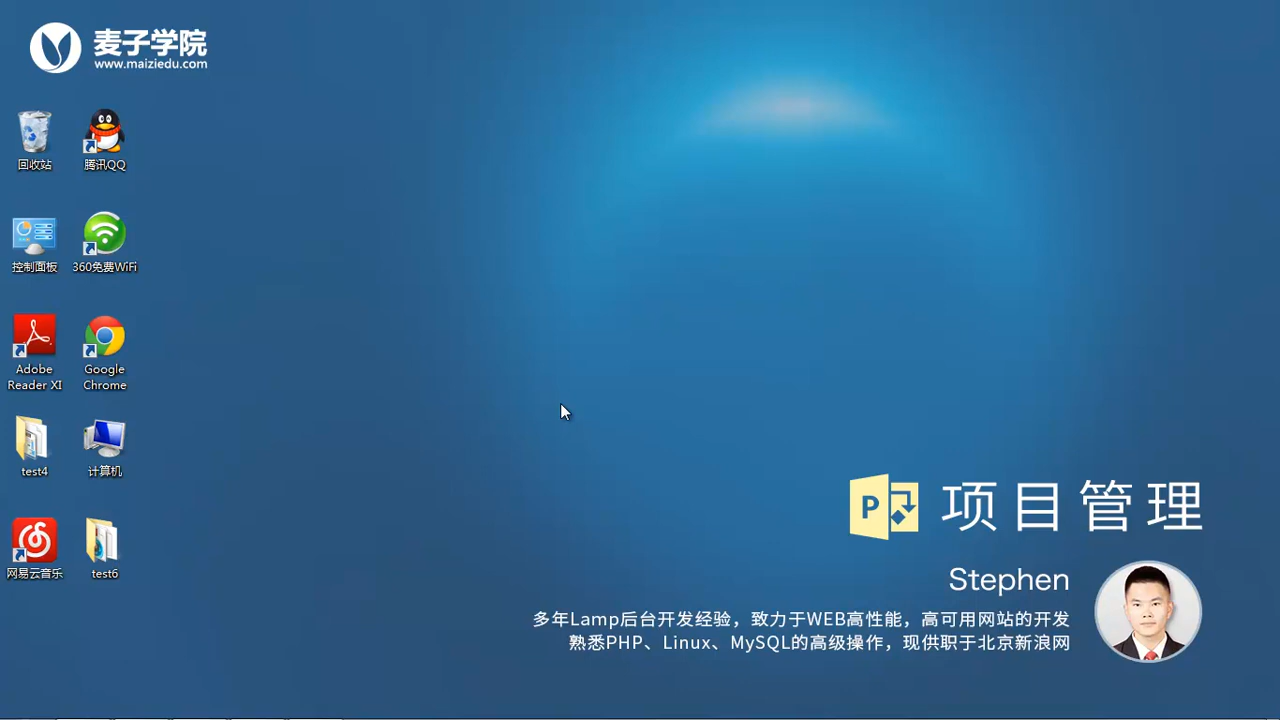 麦子学院
www.maiziedu.com
回收站
腾讯QQ
控制面板
360免费WiFi
Adobe
Reader XI
Google
Chrome
test4
计算机
网易云音乐
test6
P
项目管理
Stephen
多年Lamp后台开发经验，致力于WEB高性能，高可用网站的开发
熟悉PHP、Linux、MySQL的高级操作，现供职于北京新浪网